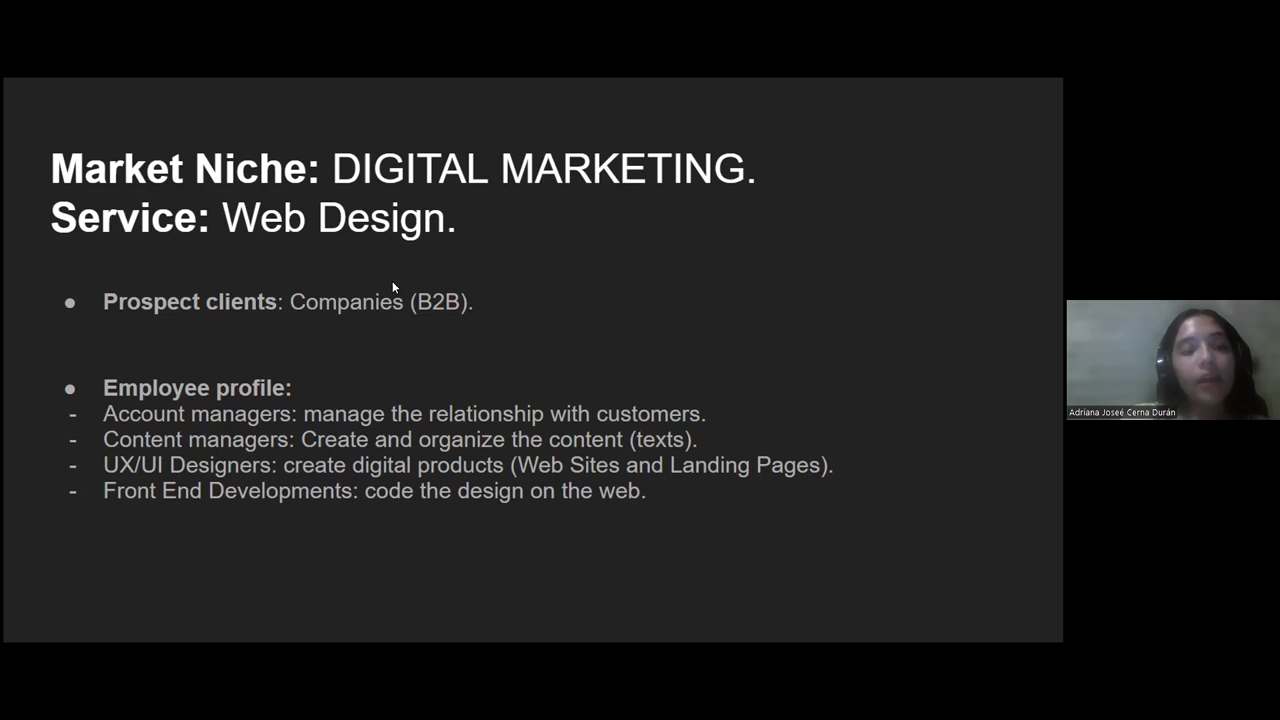 Market Niche: DIGITAL MARKETING.
Service: Web Design.
● Prospect clients: Companies (B2B).
● Employee profile:
- Account managers: manage the relationship with customers.
- Content managers: Create and organize the content (texts).
- UX/UI Designers: create digital products (Web Sites and Landing Pages).
- Front End Developments: code the design on the web.
Adriana Joseé Cerna Durán